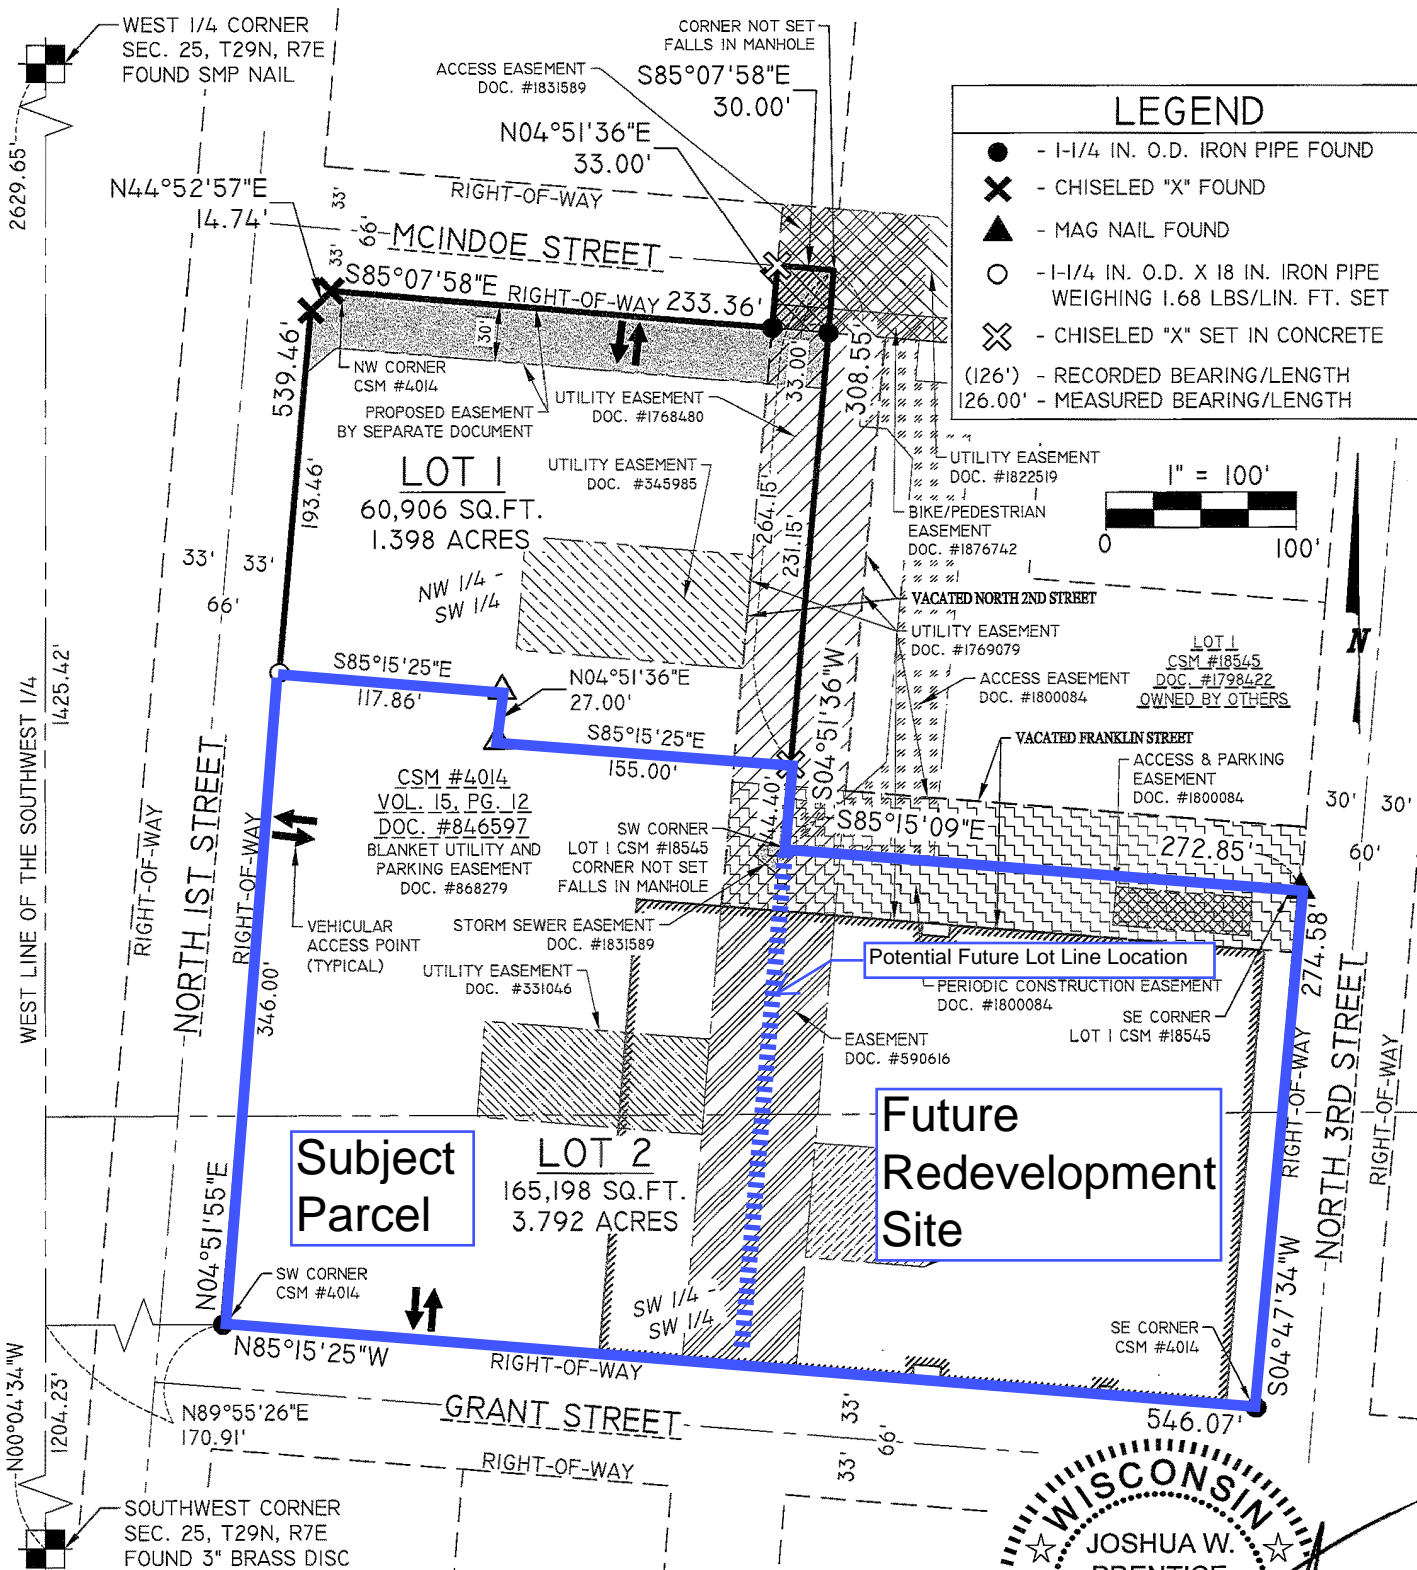 WEST 1/4 CORNER
SEC. 25, T29N, R7E
FOUND SMP NAIL
CORNER NOT SET
FALLS IN MANHOLE
ACCESS EASEMENT
DOC. #1831589
S85°07'58"E
30.00'
N04°51'36"E
33.00'
N44°52'57"E
14.74'
2629.65'
33'
66'
33'
RIGHT-OF-WAY
MCINDOE STREET
S85°07'58"E
RIGHT-OF-WAY
233.36'
LEGEND
- 1-1/4 IN. O.D. IRON PIPE FOUND
- CHISELED "X" FOUND
- MAG NAIL FOUND
- 1-1/4 IN. O.D. X 18 IN. IRON PIPE
WEIGHING 1.68 LBS/LIN. FT. SET
- CHISELED "X" SET IN CONCRETE
(126') - RECORDED BEARING/LENGTH
126.00' - MEASURED BEARING/LENGTH
539.46'
30'
NW CORNER
CSM #4014
PROPOSED EASEMENT
BY SEPARATE DOCUMENT
UTILITY EASEMENT
DOC. #1768480
33.00'
308.55'
LOT 1
60,906 SQ.FT.
1.398 ACRES
193.46'
UTILITY EASEMENT
DOC. #345985
264.15'
231.15'
UTILITY EASEMENT
DOC. #1822519
BIKE/PEDESTRIAN
EASEMENT
DOC. #1876742
1" = 100'
0
100'
33'
33'
66'
NW 1/4 -
SW 1/4
VACATED NORTH 2ND STREET
UTILITY EASEMENT
DOC. #1769079
LOT 1
CSM #18545
DOC. #1798422
OWNED BY OTHERS
N
S85°15'25"E
117.86'
N04°51'36"E
27.00'
ACCESS EASEMENT
DOC. #1800084
S04°51'36"W
S85°15'25"E
155.00'
VACATED FRANKLIN STREET
ACCESS & PARKING
EASEMENT
DOC. #1800084
WEST LINE OF THE SOUTHWEST 1/4
1425.42'
CSM #4014
VOL. 15, PG. 12
DOC. #846597
BLANKET UTILITY AND
PARKING EASEMENT
DOC. #868279
44.40'
SW CORNER
LOT 1 CSM #18545
CORNER NOT SET
FALLS IN MANHOLE
S85°15'09"E
272.85'
30'
30'
60'
RIGHT-OF-WAY
NORTH 1ST STREET
RIGHT-OF-WAY
VEHICULAR
ACCESS POINT
(TYPICAL)
STORM SEWER EASEMENT
DOC. #1831589
UTILITY EASEMENT
DOC. #331046
Potential Future Lot Line Location
PERIODIC CONSTRUCTION EASEMENT
DOC. #1800084
SE CORNER
LOT 1 CSM #18545
274.58'
346.00'
EASEMENT
DOC. #590616
RIGHT-OF-WAY
NORTH 3RD STREET
RIGHT-OF-WAY
Subject
Parcel
LOT 2
165,198 SQ.FT.
3.792 ACRES
Future
Redevelopment
Site
N04°51'55"E
SW CORNER
CSM #4014
SW 1/4 -
SW 1/4
SE CORNER
CSM #4014
S04°47'34"W
N85°15'25"W
RIGHT-OF-WAY
546.07'
N00°04'34"W
1204.23'
N89°55'26"E
170.91'
GRANT STREET
33'
66'
33'
RIGHT-OF-WAY
SOUTHWEST CORNER
SEC. 25, T29N, R7E
FOUND 3" BRASS DISC
WISCONSIN
JOSHUA W.
PRENTICE